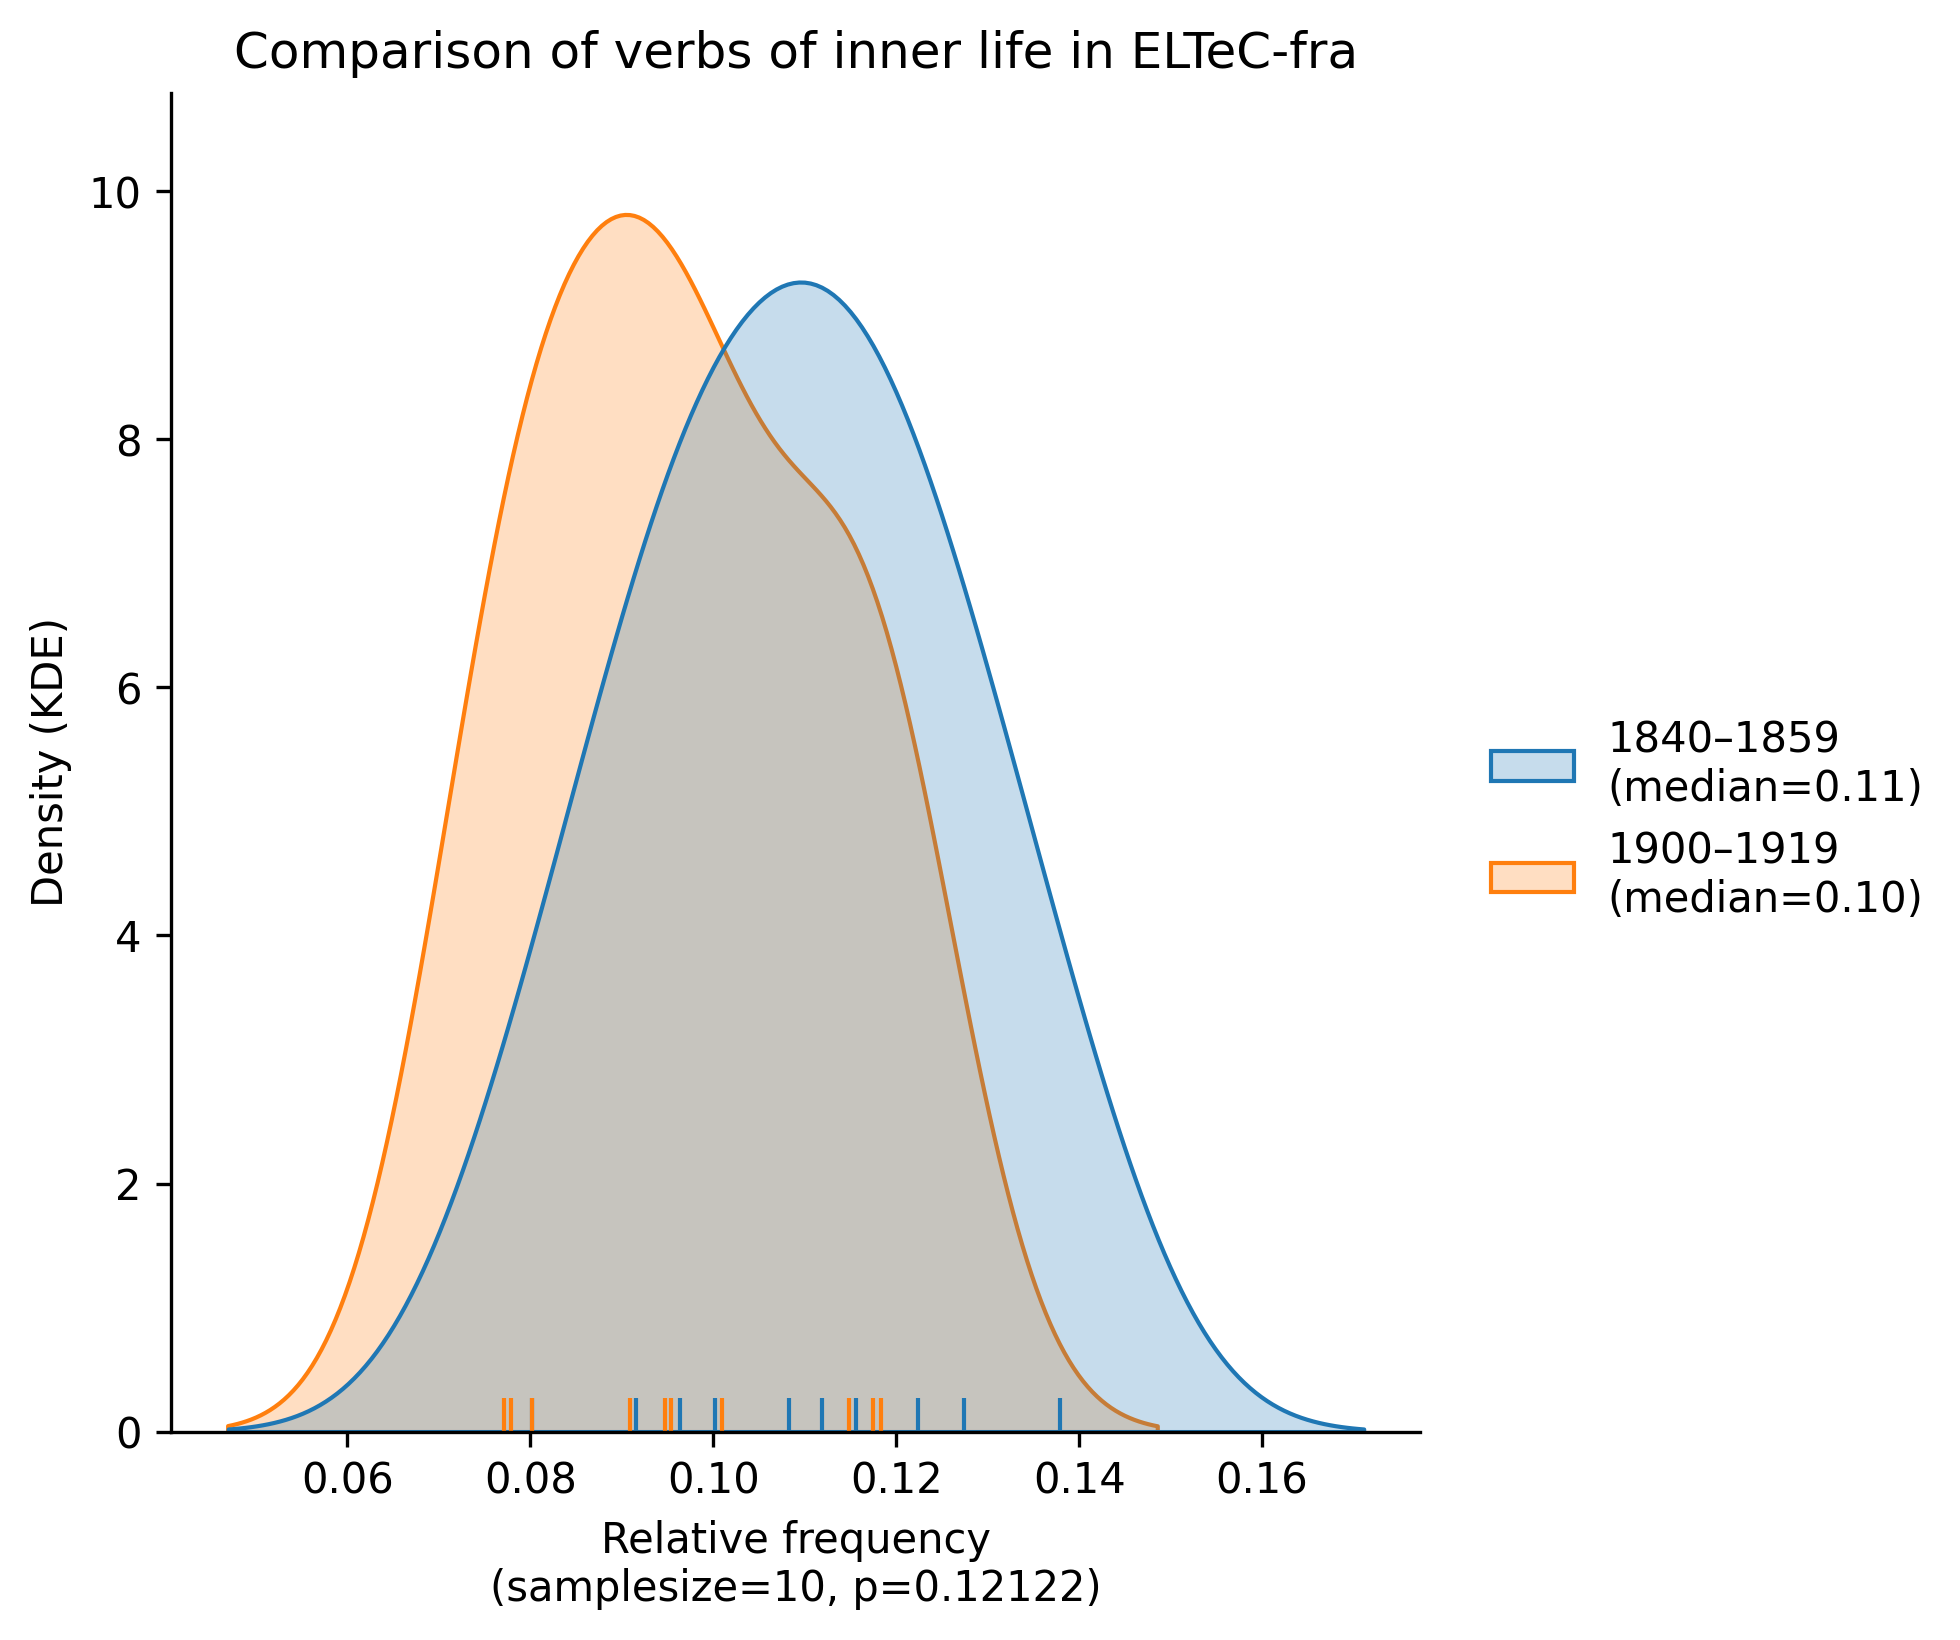 Comparison of verbs of inner life in ELTeC-fra
10
8
6
4
2
0
Density (KDE)
0.06 0.08 0.10 0.12 0.14 0.16
Relative frequency
(samplesize=10, p=0.12122)
1840–1859
(median=0.11)
1900–1919
(median=0.10)